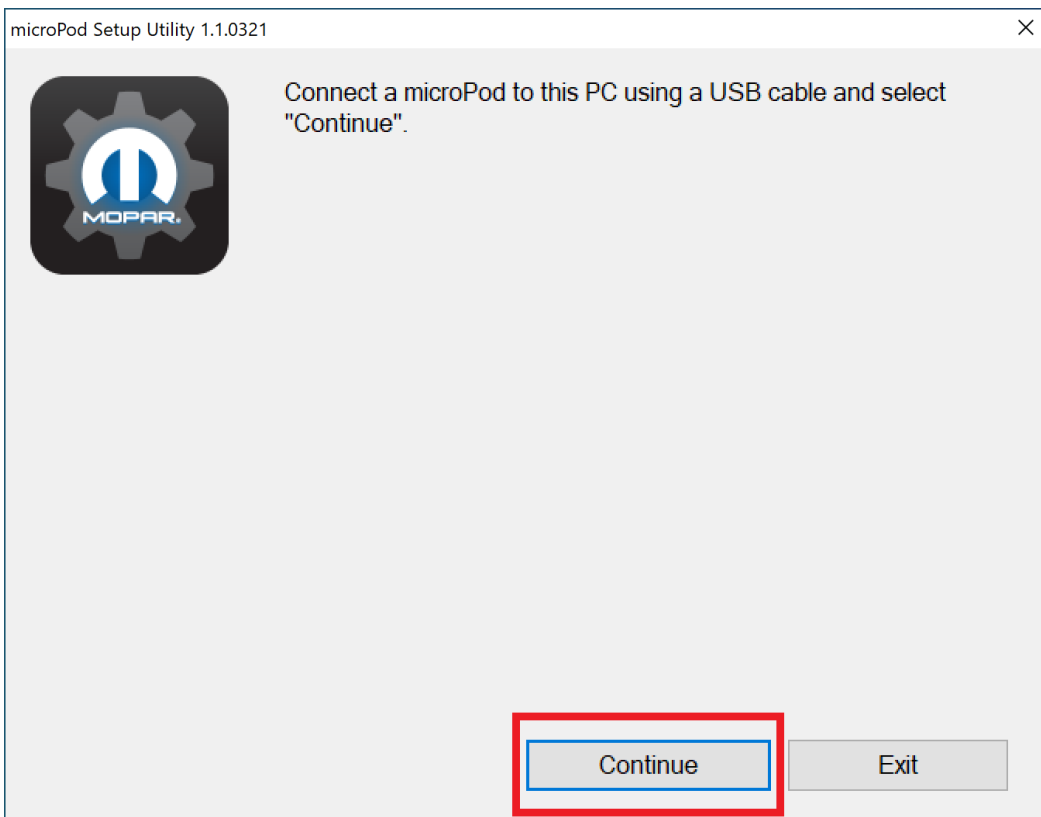 microPod Setup Utility 1.1.0321
Connect a microPod to this PC using a USB cable and select
"Continue".
MOPAR.
Continue
Exit